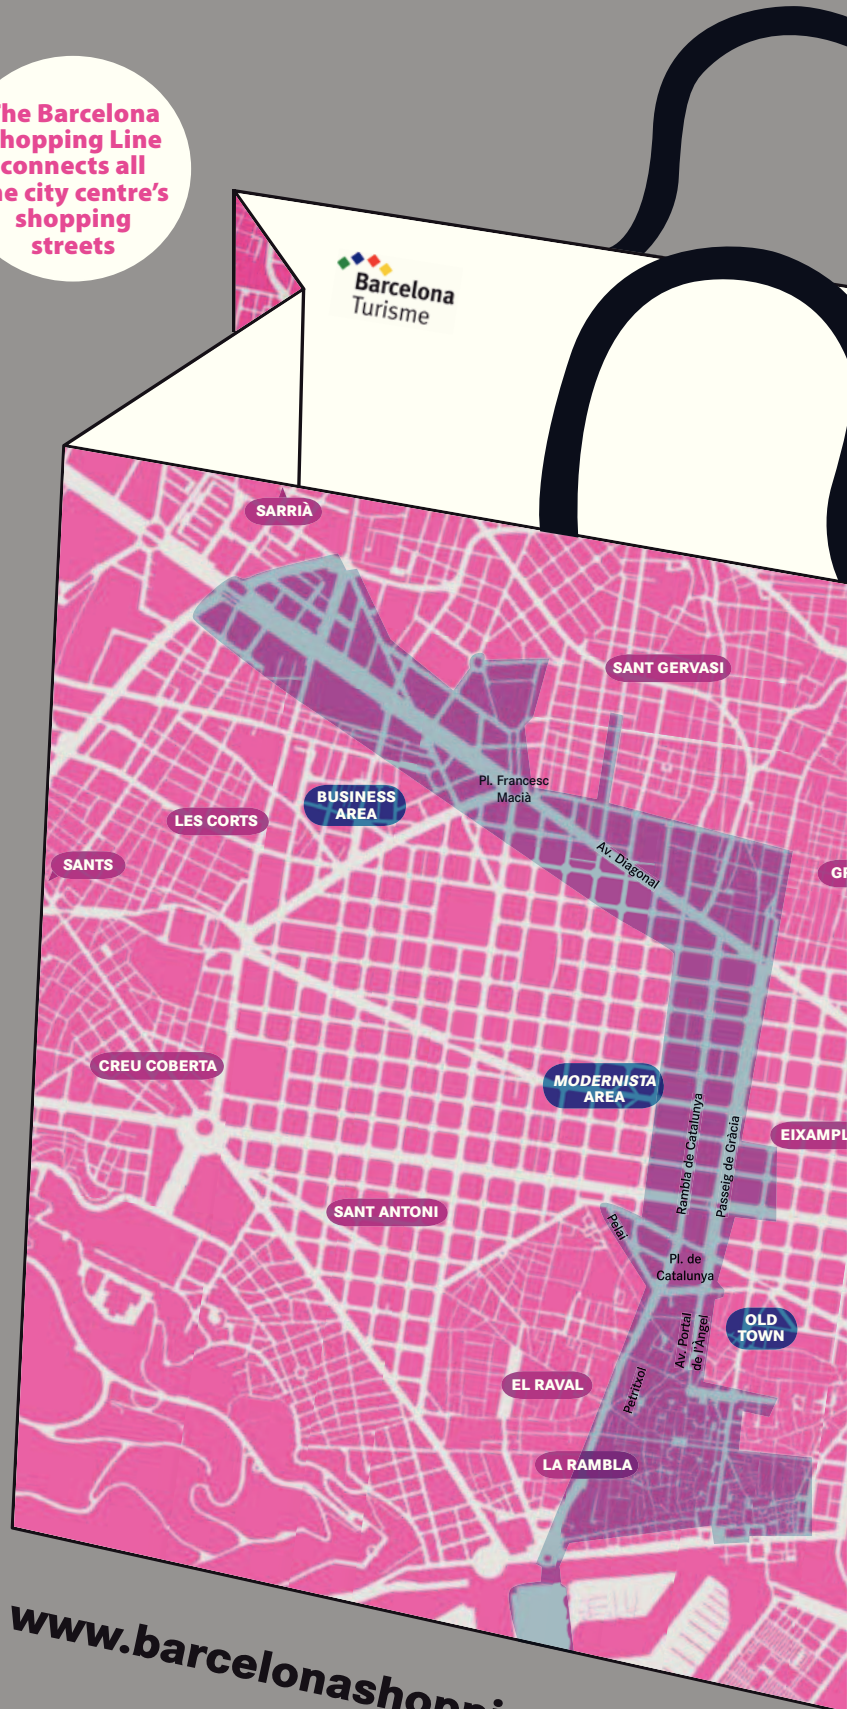 he Barcelona
hopping Line
connects all
e city centre's
shopping
streets
Barcelona
Turisme
SARRIÀ
SANT GERVASI
Pl. Francesc
Macià
BUSINESS
AREA
LES CORTS
Av. Diagonal
SANTS
GR
CREU COBERTA
MODERNISTA
AREA
Rambla de Catalunya
Passeig de Gràcia
EIXAMPL
SANT ANTONI
Pelai
Pl. de
Catalunya
Av. Portal
de l'Àngel
OLD
TOWN
Petritxol
EL RAVAL
LA RAMBLA
www.barcelonashoppi